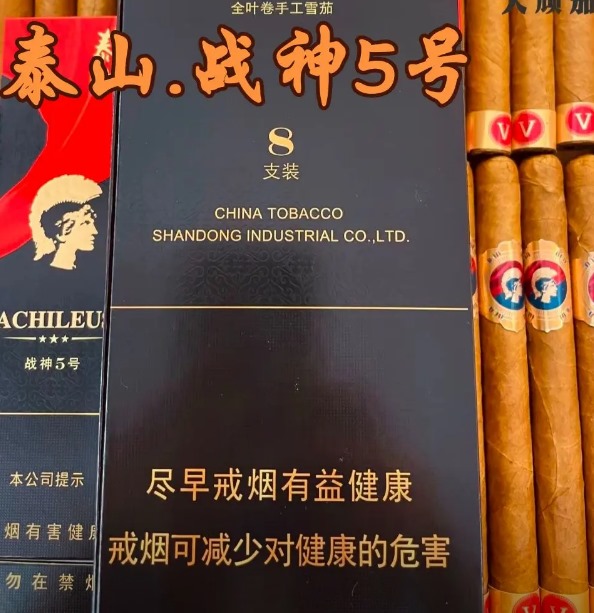 全叶卷手工雪茄
泰山.战神5号
8
支装
CHINA TOBACCO
SHANDONG INDUSTRIAL CO.,LTD.
ACHILEU
战神5号
本公司提示
烟有害健康
勿在禁烟
尽早戒烟有益健康
戒烟可减少对健康的危害
V
V
V